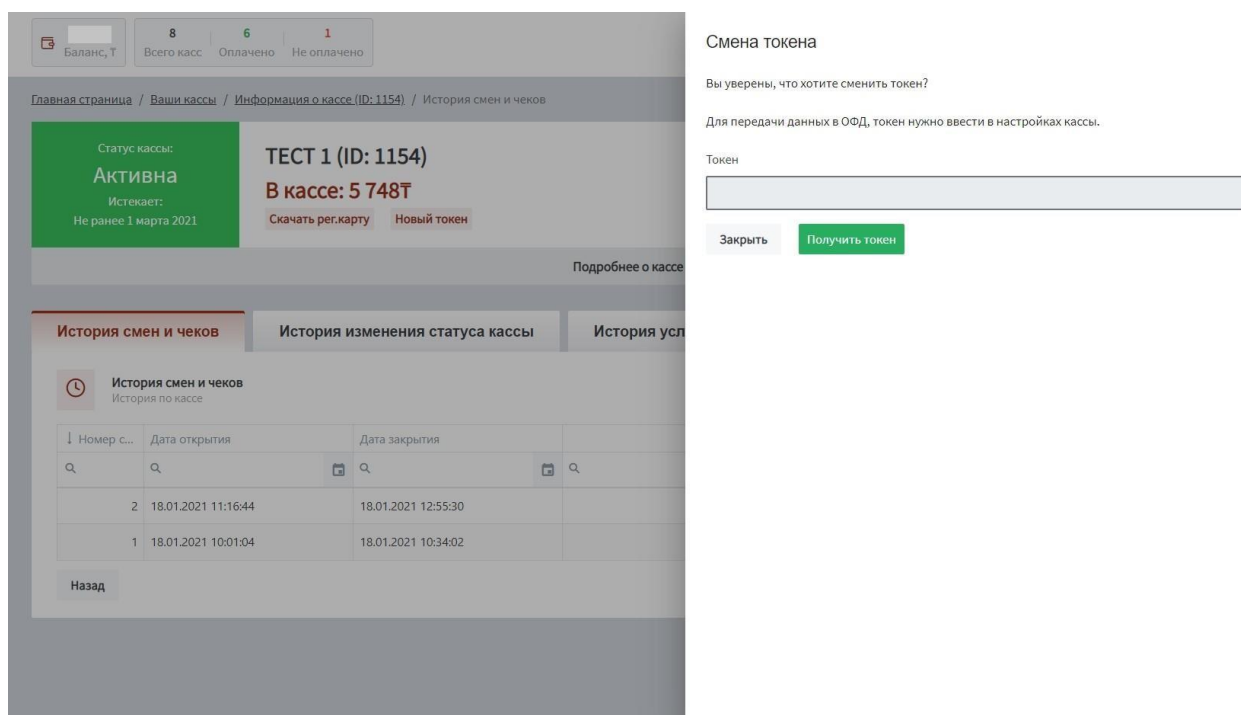 8 6 1
Баланс, ₸ Всего касс Оплачено Не оплачено
Главная страница / Ваши кассы / Информация о кассе (ID: 1154) / История смен и чеков
Статус кассы:
Активна
Истекает:
Не ранее 1 марта 2021
ТЕСТ 1 (ID: 1154)
В кассе: 5 748₸
Скачать рег.карту Новый токен
Подробнее о кассе
История смен и чеков История изменения статуса кассы История усл
История смен и чеков
История по кассе
Номер с... Дата открытия Дата закрытия
2 18.01.2021 11:16:44 18.01.2021 12:55:30
1 18.01.2021 10:01:04 18.01.2021 10:34:02
Назад
Смена токена
Вы уверены, что хотите сменить токен?
Для передачи данных в ОФД, токен нужно ввести в настройках кассы.
Токен
Закрыть Получить токен